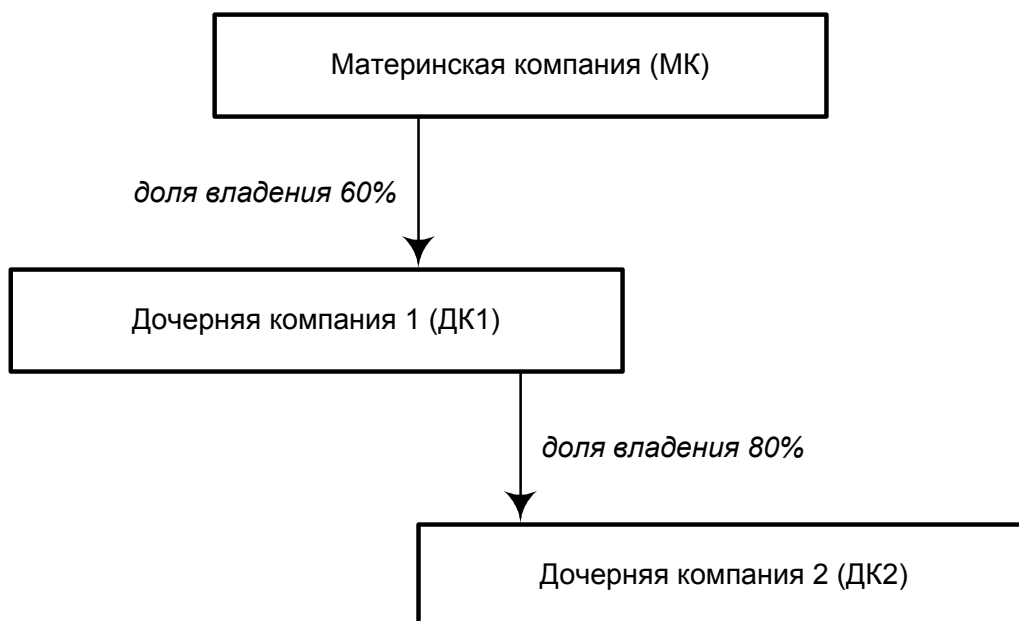 Материнская компания (МК)
доля владения 60%
Дочерняя компания 1 (ДК1)
доля владения 80%
Дочерняя компания 2 (ДК2)